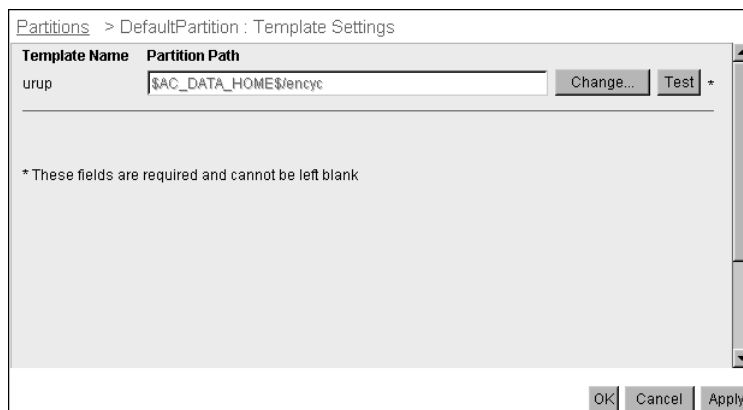 Partitions > DefaultPartition : Template Settings
Template Name Partition Path
urup $AC_DATA_HOME$/encyc Change... Test *
* These fields are required and cannot be left blank
OK Cancel Apply